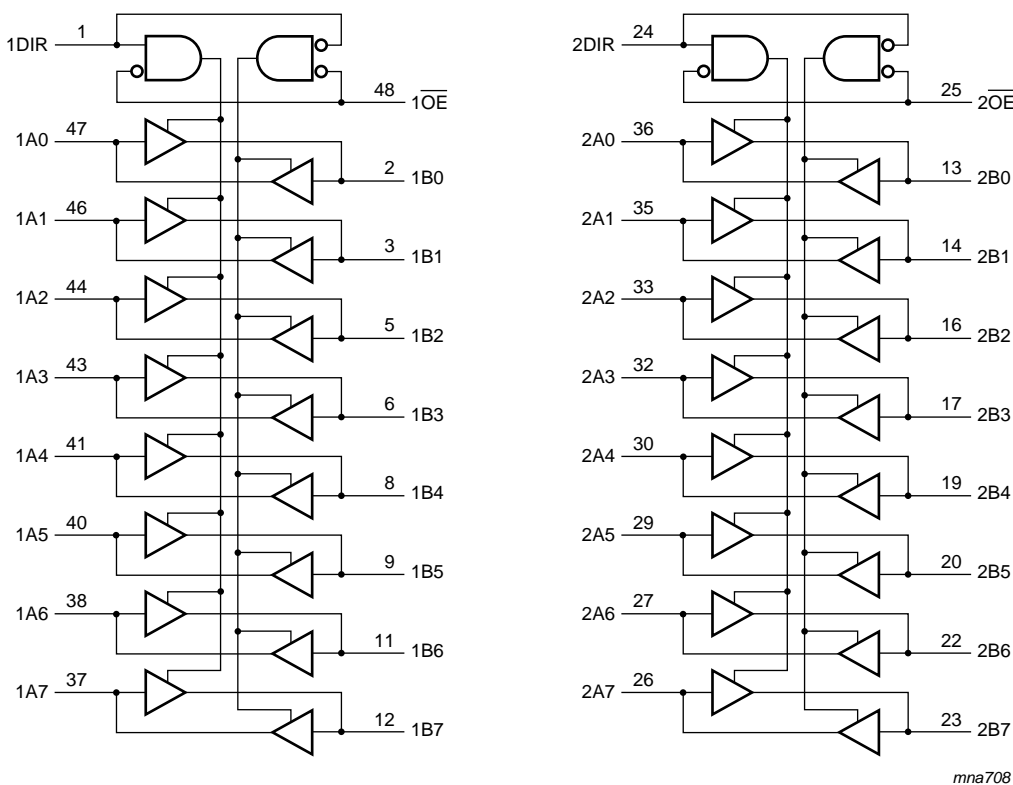 1DIR 1
48 1O̅E̅
1A0 47
2 1B0
1A1 46
3 1B1
1A2 44
5 1B2
1A3 43
6 1B3
1A4 41
8 1B4
1A5 40
9 1B5
1A6 38
11 1B6
1A7 37
12 1B7
2DIR 24
25 2O̅E̅
2A0 36
13 2B0
2A1 35
14 2B1
2A2 33
16 2B2
2A3 32
17 2B3
2A4 30
19 2B4
2A5 29
20 2B5
2A6 27
22 2B6
2A7 26
23 2B7
mna708